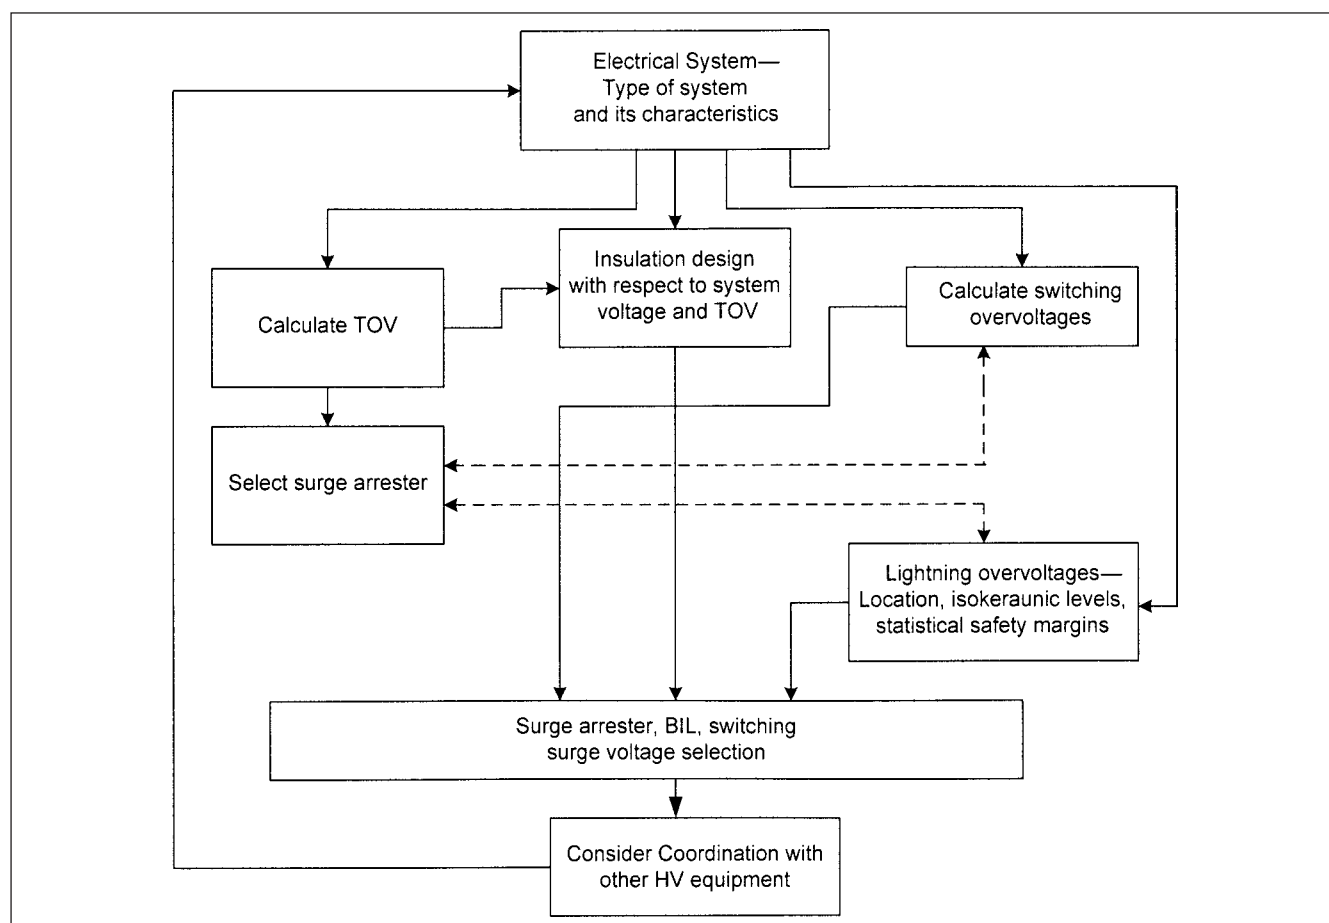 Electrical System—
Type of system
and its characteristics
Insulation design
with respect to system
voltage and TOV
Calculate switching
overvoltages
Calculate TOV
Select surge arrester
Lightning overvoltages—
Location, isokeraunic levels,
statistical safety margins
Surge arrester, BIL, switching
surge voltage selection
Consider Coordination with
other HV equipment